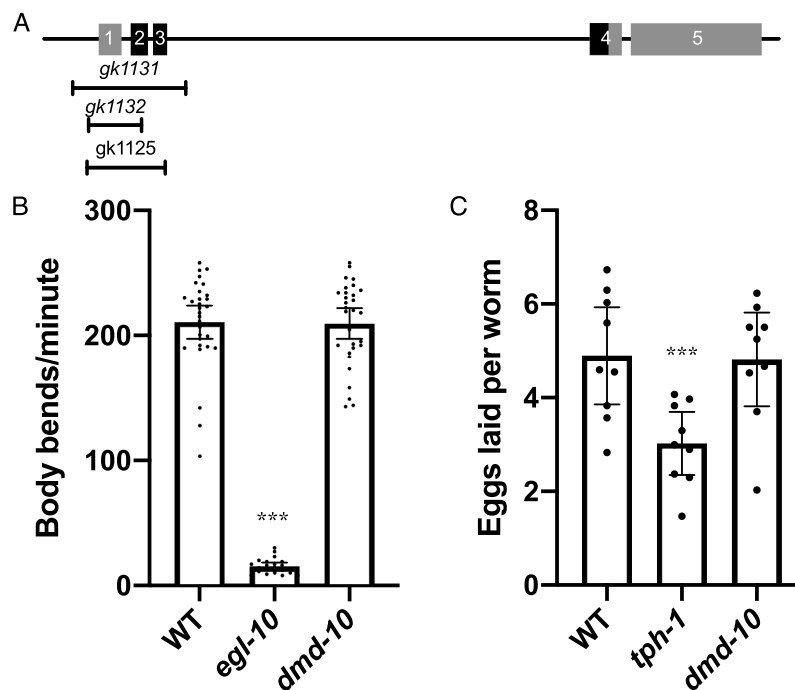 A
1 2 3 4 5
gk1131
gk1132
gk1125
B
300
200
100
0
Body bends/minute
***
WT
egl-10
dmd-10
C
8
6
4
2
0
Eggs laid per worm
***
WT
tph-1
dmd-10